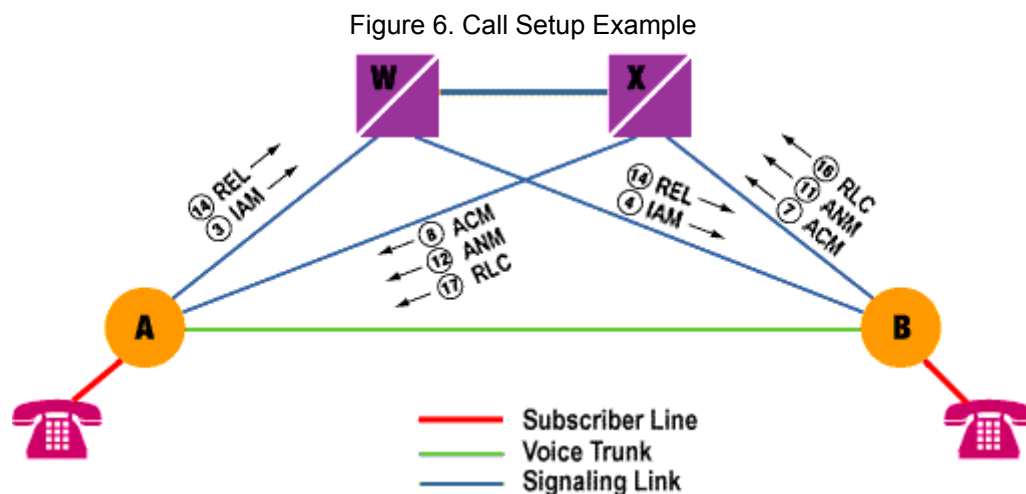 Figure 6. Call Setup Example
W
X
14 REL
3 IAM
8 ACM
12 ANM
17 RLC
14 REL
4 IAM
16 RLC
11 ANM
7 ACM
A
B
Subscriber Line
Voice Trunk
Signaling Link